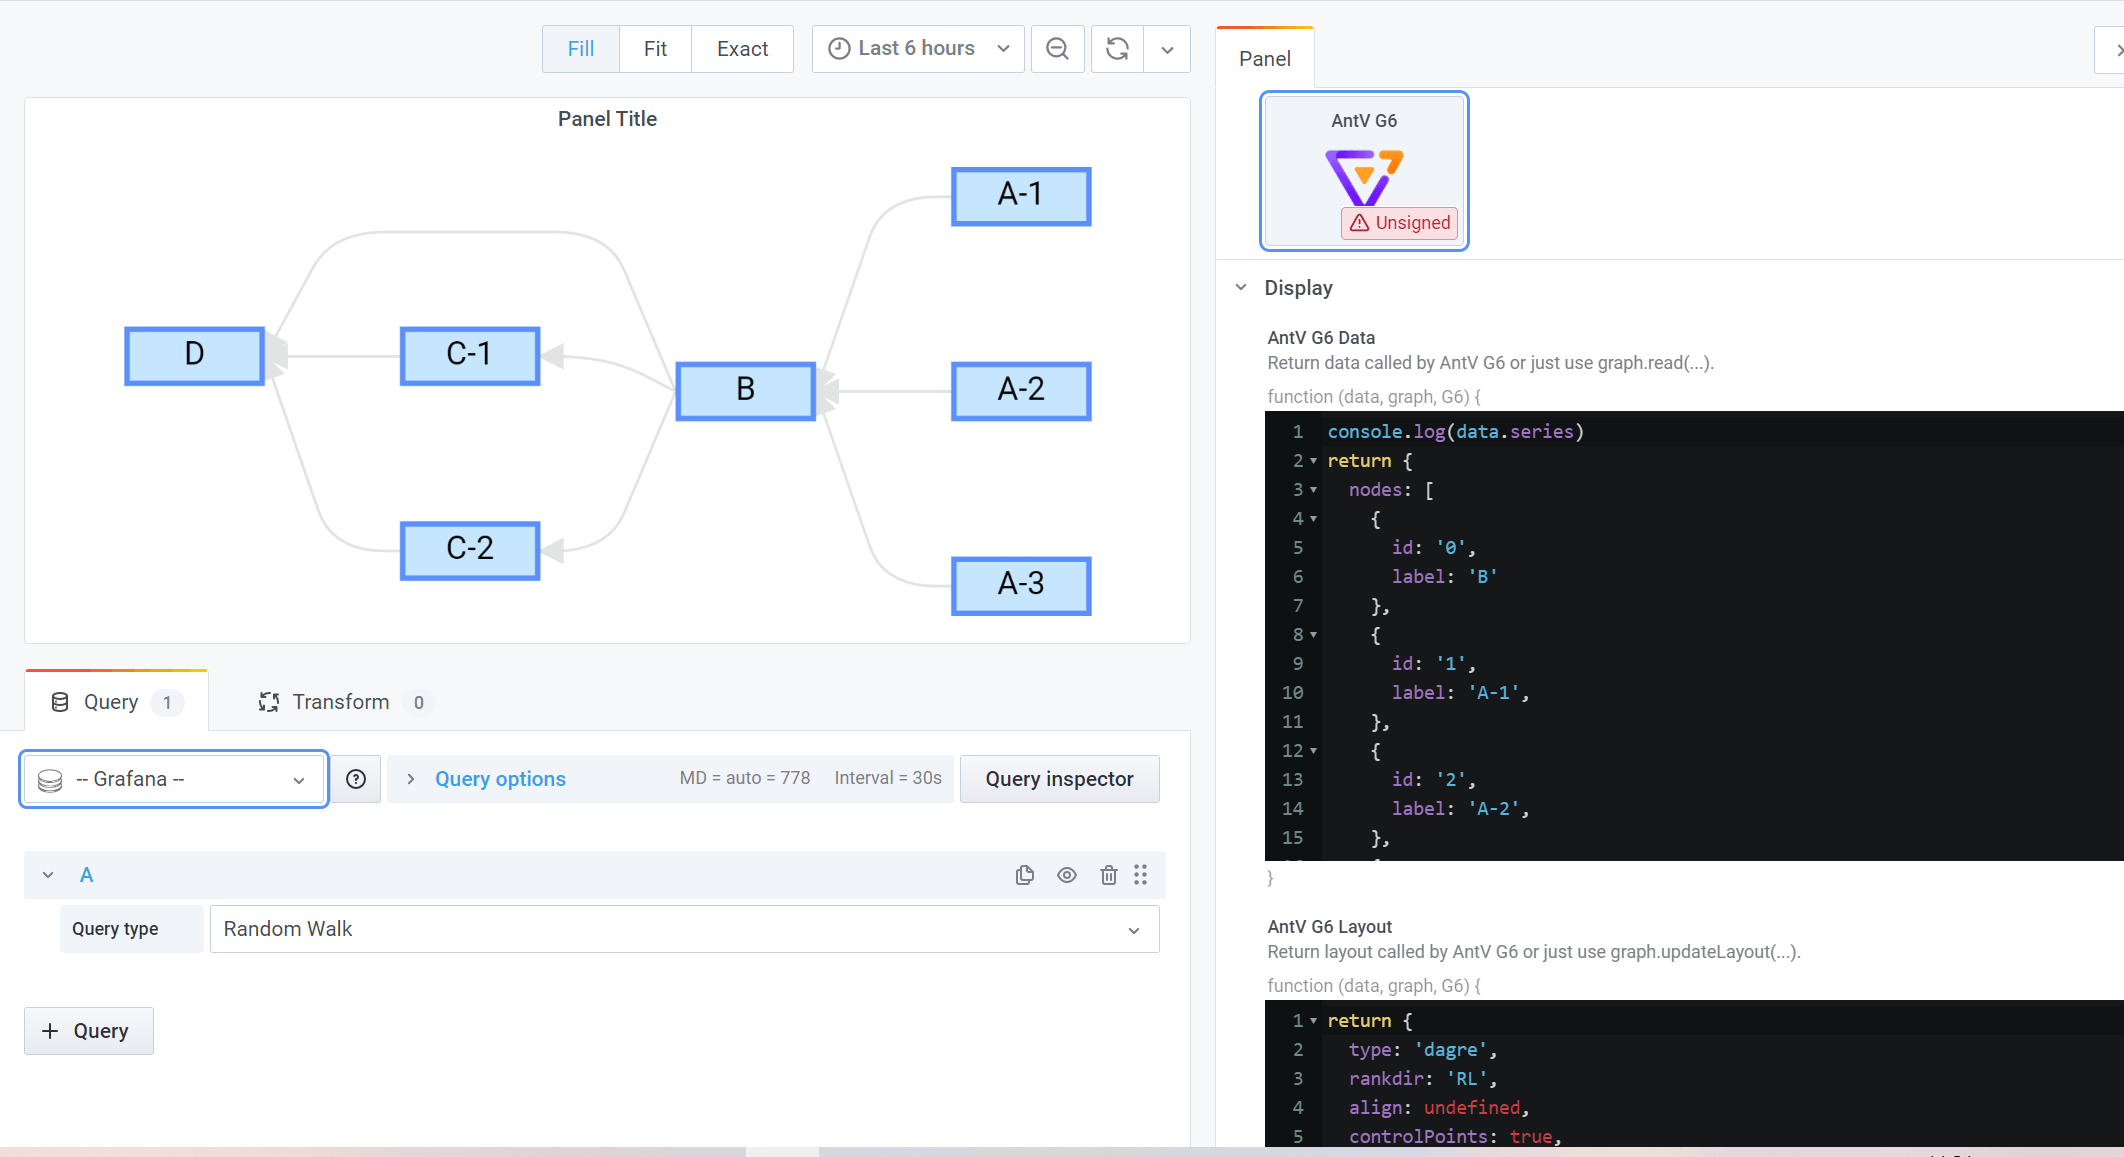 Fill Fit Exact Last 6 hours
Panel Title
A-1
D C-1 B A-2
C-2 A-3
Query 1 Transform 0
-- Grafana -- Query options MD = auto = 778 Interval = 30s Query inspector
A
Query type Random Walk
+ Query
Panel
AntV G6
Unsigned
Display
AntV G6 Data
Return data called by AntV G6 or just use graph.read(...).
function (data, graph, G6) {
1 console.log(data.series)
2 return {
3 nodes: [
4 {
5 id: '0',
6 label: 'B'
7 },
8 {
9 id: '1',
10 label: 'A-1',
11 },
12 {
13 id: '2',
14 label: 'A-2',
15 },
}
AntV G6 Layout
Return layout called by AntV G6 or just use graph.updateLayout(...).
function (data, graph, G6) {
1 return {
2 type: 'dagre',
3 rankdir: 'RL',
4 align: undefined,
5 controlPoints: true,